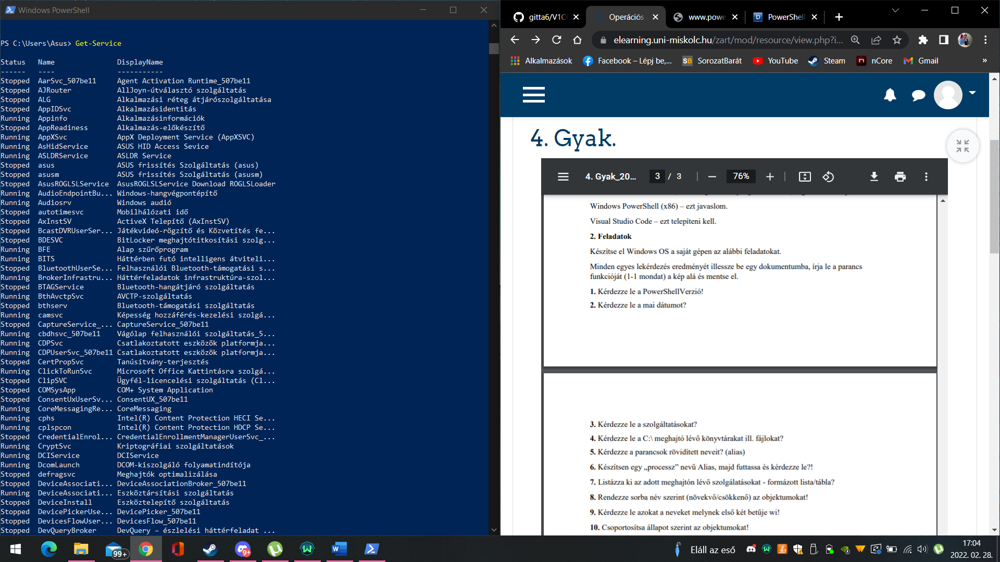 Windows PowerShell
PS C:\Users\Asus> Get-Service
Status Name DisplayName
------ ---- -----------
Stopped AarSvc_507be11 Agent Activation Runtime_507be11
Stopped AJRouter AllJoyn-útválasztó szolgáltatás
Stopped ALG Alkalmazási réteg átjárószolgáltatása
Stopped AppIDSvc Alkalmazásidentitás
Running Appinfo Alkalmazásinformációk
Stopped AppReadiness Alkalmazás-előkészítő
Running AppXSvc AppX Deployment Service (AppXSVC)
Running AsHidService ASUS HID Access Sevice
Running ASLDRService ASLDR Service
Stopped asus ASUS frissítés Szolgáltatás (asus)
Stopped asusm ASUS frissítés Szolgáltatás (asusm)
Stopped AsusROGLSLService AsusROGLSLService Download ROGLSLoader
Running AudioEndpointBu... Windows-hangvégpontépítő
Running Audiosrv Windows audió
Stopped autotimesvc Mobilhálózati idő
Stopped AxInstSV ActiveX Telepítő (AxInstSV)
Stopped BcastDVRUserSer... Játékvideó-rögzítő és Közvetítés fe...
Stopped BDESVC BitLocker meghajtótitkosítási szolg...
Running BFE Alap szűrőprogram
Running BITS Háttérben futó intelligens átviteli...
Stopped BluetoothUserSe... Felhasználói Bluetooth-támogatási s...
Running BrokerInfrastru... Háttérfeladatok infrastruktúra-szol...
Stopped BTAGService Bluetooth-hangátjáró szolgáltatás
Running BthAvctpSvc AVCTP-szolgáltatás
Stopped bthserv Bluetooth-támogatási szolgáltatás
Running camsvc Képesség hozzáférés-kezelési szolgá...
Stopped CaptureService_... CaptureService_507be11
Running cbdhsvc_507be11 Vágólap felhasználói szolgáltatás_5...
Running CDPSvc Csatlakoztatott eszközök platformja...
Running CDPUserSvc_507be11 Csatlakoztatott eszközök platformja...
Stopped CertPropSvc Tanúsítvány-terjesztés
Running ClickToRunSvc Microsoft Office Kattintásra szolgá...
Stopped ClipSVC Ügyfél-licencelési szolgáltatás (Cl...
Stopped COMSysApp COM+ System Application
Stopped ConsentUxUserSv... ConsentUX_507be11
Running CoreMessagingRe... CoreMessaging
Running cphs Intel(R) Content Protection HECI Se...
Running cplspcon Intel(R) Content Protection HDCP Se...
Stopped CredentialEnrol... CredentialEnrollmentManagerUserSvc_...
Running CryptSvc Kriptográfiai szolgáltatások
Running DCIService DCIService
Running DcomLaunch DCOM-kiszolgáló folyamatindítója
Stopped defragsvc Meghajtók optimalizálása
Stopped DeviceAssociati... DeviceAssociationBroker_507be11
Running DeviceAssociati... Eszköztársítási szolgáltatás
Stopped DeviceInstall Eszköztelepítő szolgáltatás
Stopped DevicePickerUse... DevicePicker_507be11
Stopped DevicesFlowUser... DevicesFlow_507be11
Stopped DevQueryBroker DevQuery – észlelési háttérfeladat ...
gitta6/V1C Operációs www.powe PowerShell
elearning.uni-miskolc.hu/zart/mod/resource/view.php?i...
Alkalmazások Facebook – Lépj be,... SB SorozatBarát YouTube Steam nCore Gmail »
4. Gyak.
4. Gyak_20... 3 / 3 76%
Windows PowerShell (x86) – ezt javaslom.
Visual Studio Code – ezt telepíteni kell.
2. Feladatok
Készítse el Windows OS a saját gépen az alábbi feladatokat.
Minden egyes lekérdezés eredményét illessze be egy dokumentumba, írja le a parancs
funkcióját (1-1 mondat) a kép alá és mentse el.
1. Kérdezze le a PowerShellVerzió!
2. Kérdezze le a mai dátumot?
3. Kérdezze le a szolgáltatásokat?
4. Kérdezze le a C:\ meghajtó lévő könyvtárakat ill. fájlokat?
5. Kérdezze a parancsok rövidített neveit? (alias)
6. Készítsen egy „processz” nevű Alias, majd futtassa és kérdezze le?!
7. Listázza ki az adott meghajtón lévő szolgálatásokat - formázott lista/tábla?
8. Rendezze sorba név szerint (növekvő/csökkenő) az objektumokat!
9. Kérdezze le azokat a neveket melynek első két betűje wi!
10. Csoportosítsa állapot szerint az objektumokat!
99+ 9+ Eláll az eső 17:04
2022. 02. 28.